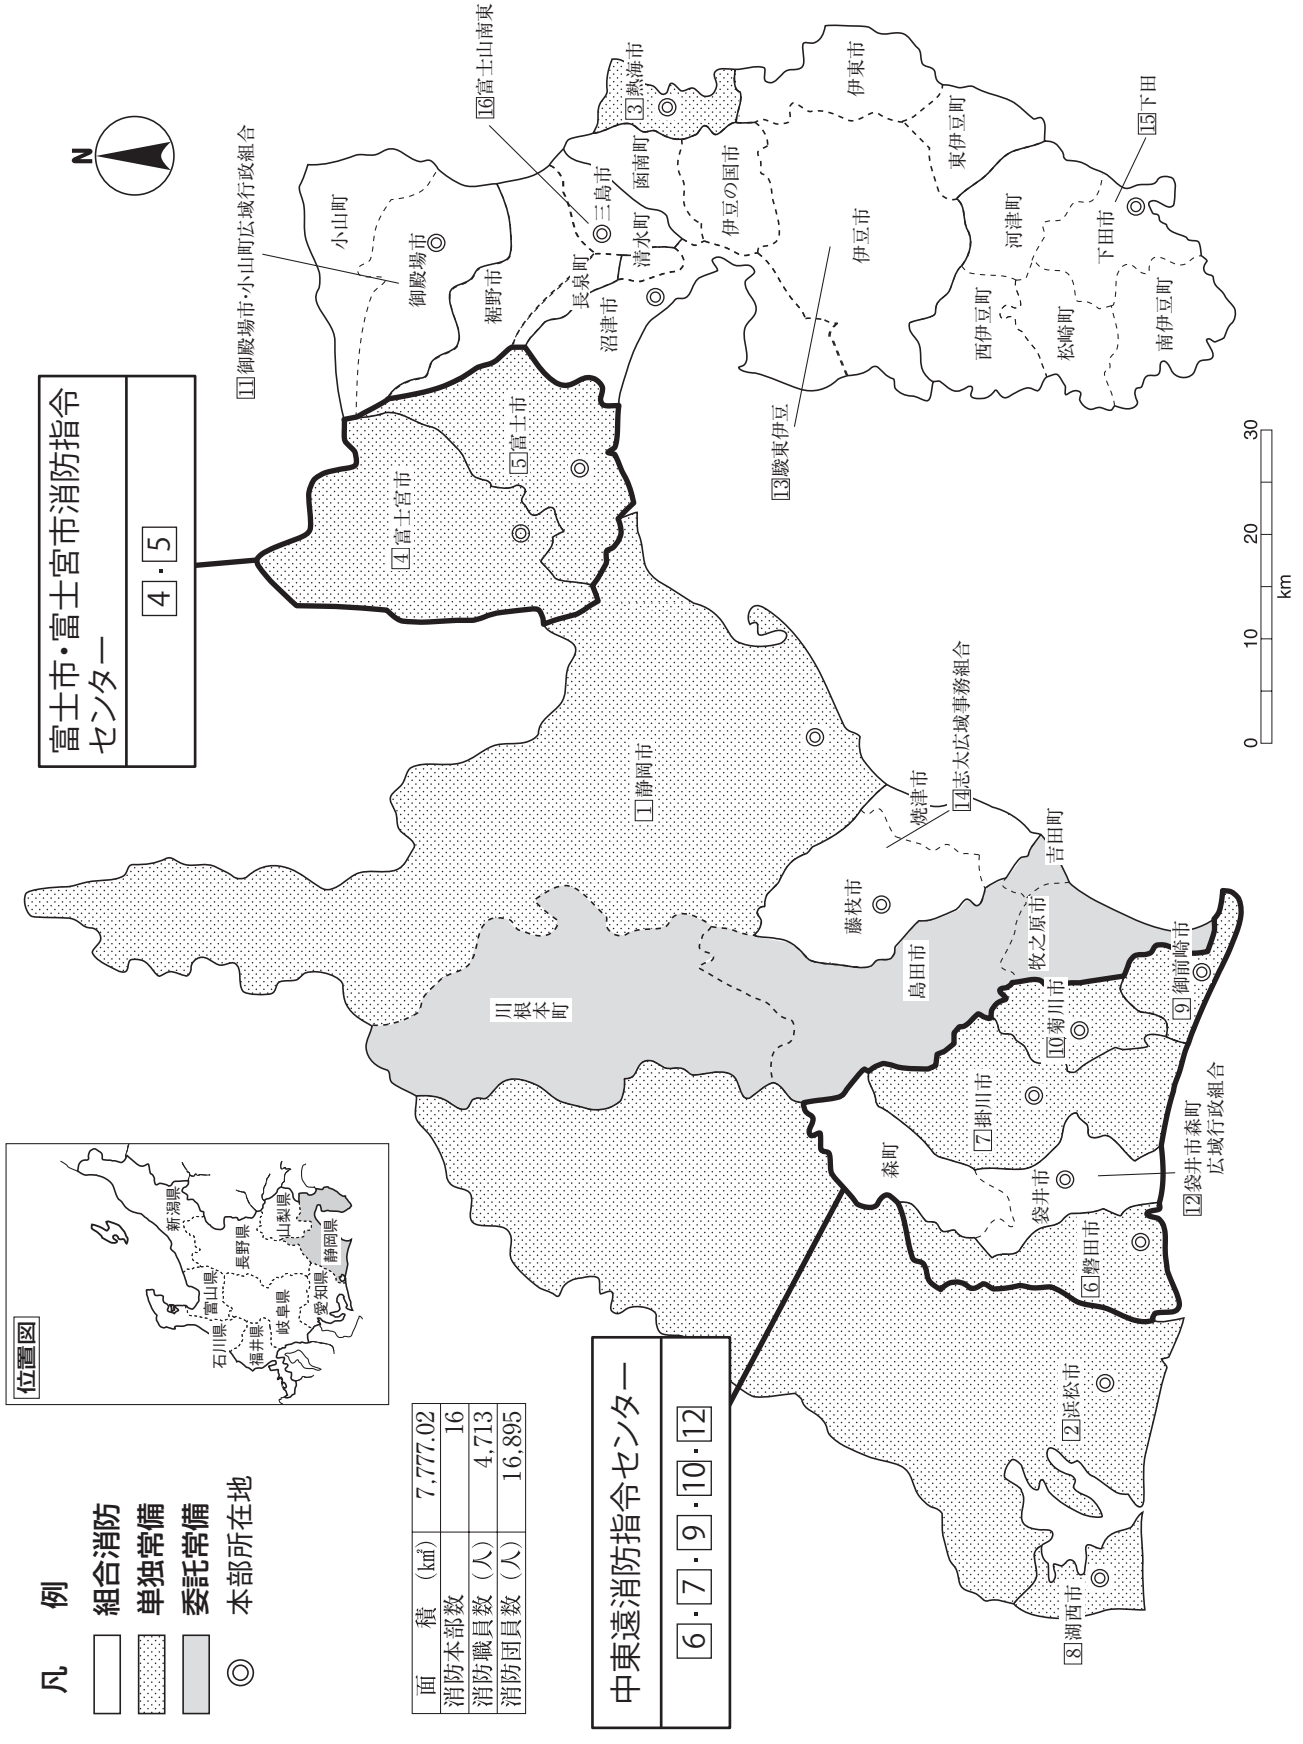 凡 例
組合消防
単独常備
委託常備
本部所在地
面 積 (㎢) 7,777.02
消防本部数 16
消防職員数 (人) 4,713
消防団員数 (人) 16,895
位置図
新潟県
富山県
石川県
福井県
長野県
岐阜県
山梨県
静岡県
愛知県
N
富士市・富士宮市消防指令
センター
4・5
中東遠消防指令センター
6・7・9・10・12
11御殿場市・小山町広域行政組合
16富士山南東
小山町
御殿場市
裾野市
長泉町
三島市
清水町
沼津市
函南町
3熱海市
伊豆の国市
伊東市
伊豆市
東伊豆町
河津町
西伊豆町
松崎町
下田市
南伊豆町
15下田
13駿東伊豆
4富士宮市
5富士市
1静岡市
川根本町
島田市
藤枝市
焼津市
14志太広域事務組合
吉田町
牧之原市
9御前崎市
10菊川市
7掛川市
森町
袋井市
12袋井市森町
広域行政組合
6磐田市
2浜松市
8湖西市
0 10 20 30
km